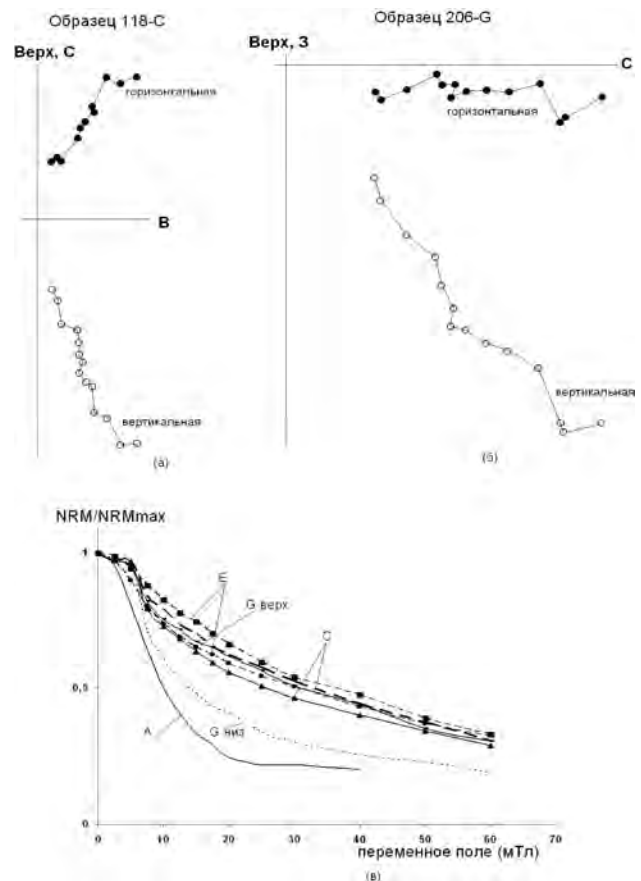 Образец 118-C
Образец 206-G
Верх, С
Верх, З
С
горизонкальная
горизонтальная
В
вертикальная
вертикальная
(а)
(б)
NRM/NRMmax
1
E
G верх
C
0,5
A
G низ
0
0 10 20 30 40 50 60 70
переменное поле (мТл)
(в)